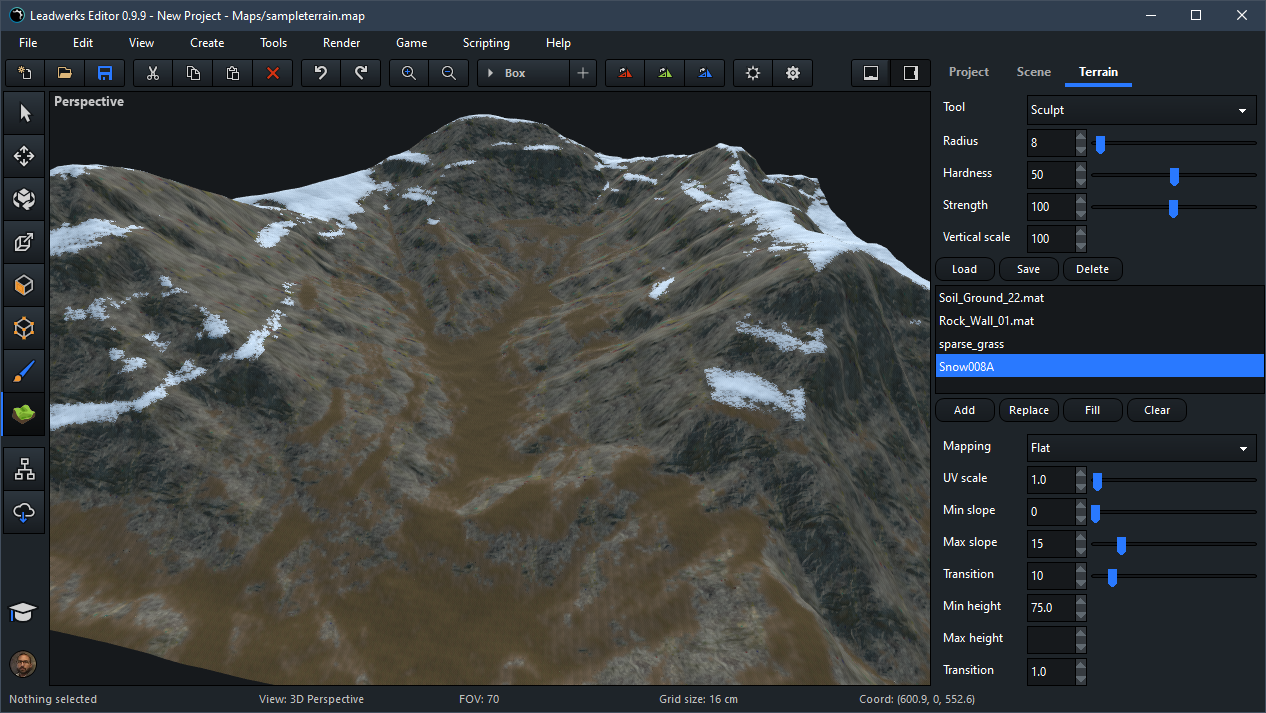 Leadwerks Editor 0.9.9 - New Project - Maps/sampleterrain.map
File Edit View Create Tools Render Game Scripting Help
Box
Project Scene Terrain
Perspective
Tool Sculpt
Radius 8
Hardness 50
Strength 100
Vertical scale 100
Load Save Delete
Soil_Ground_22.mat
Rock_Wall_01.mat
sparse_grass
Snow008A
Add Replace Fill Clear
Mapping Flat
UV scale 1.0
Min slope 0
Max slope 15
Transition 10
Min height 75.0
Max height
Transition 1.0
Nothing selected View: 3D Perspective FOV: 70 Grid size: 16 cm Coord: (600.9, 0, 552.6)